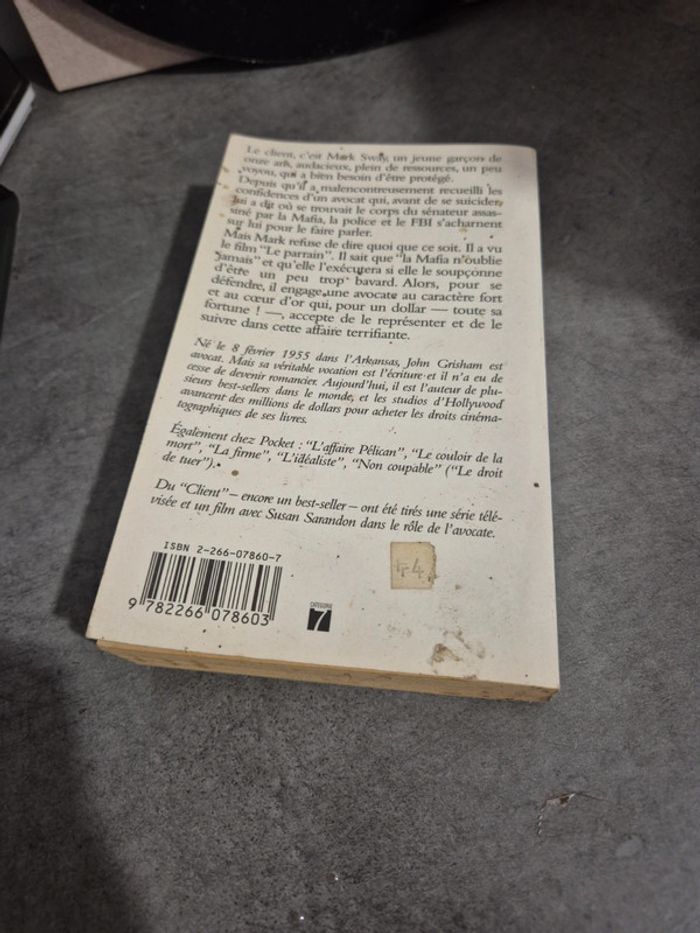 Le client, c'est Mark Sway, un jeune garçon de
onze ans, audacieux, plein de ressources, un peu
voyou, qui a bien besoin d'être protégé.
Depuis qu'il a malencontreusement recueilli les
confidences d'un avocat qui, avant de se suicider,
lui a dit où se trouvait le corps du sénateur assas-
siné par la Mafia, la police et le FBI s'acharnent
sur lui pour le faire parler.
Mais Mark refuse de dire quoi que ce soit. Il a vu
le film "Le parrain". Il sait que "la Mafia n'oublie
jamais" et qu'elle l'exécutera si elle le soupçonne
d'être un peu trop bavard. Alors, pour se
défendre, il engage une avocate au caractère fort
et au cœur d'or qui, pour un dollar — toute sa
fortune ! —, accepte de le représenter et de le
suivre dans cette affaire terrifiante.
Né le 8 février 1955 dans l'Arkansas, John Grisham est
avocat. Mais sa véritable vocation est l'écriture et il n'a eu de
cesse de devenir romancier. Aujourd'hui, il est l'auteur de plu-
sieurs best-sellers dans le monde, et les studios d'Hollywood
avancent des millions de dollars pour acheter les droits cinéma-
tographiques de ses livres.
Également chez Pocket : "L'affaire Pélican", "Le couloir de la
mort", "La firme", "L'idéaliste", "Non coupable" ("Le droit
de tuer").
Du "Client" – encore un best-seller – ont été tirés une série télé-
visée et un film avec Susan Sarandon dans le rôle de l'avocate.
ISBN 2-266-07860-7
9 782266 078603
CATÉGORIE
7